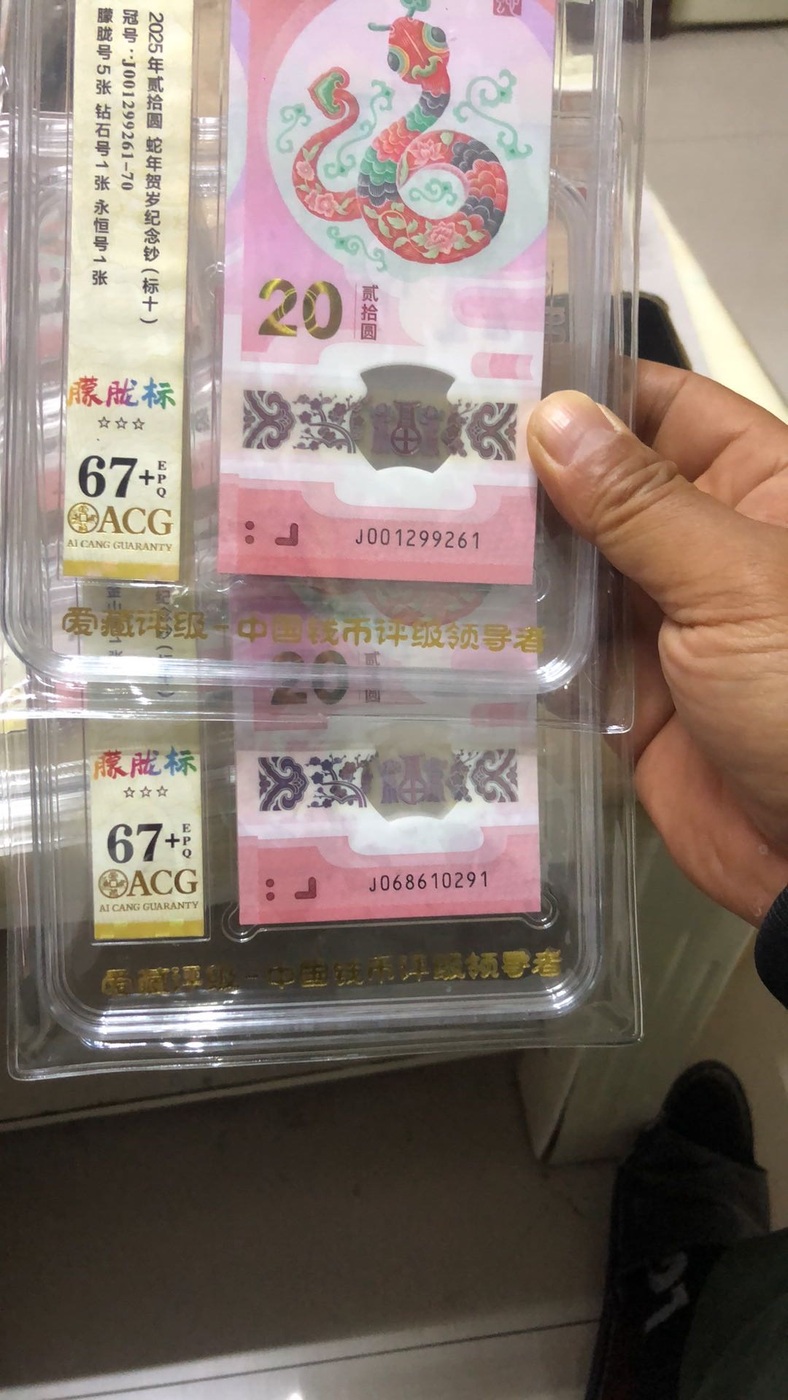 2025年贰拾圆 蛇年贺岁纪念钞(标十)
冠号:J001299261-70
朦胧号5张 钻石号1张 永恒号1张
朦胧标
☆☆☆
67+EPQ
ACG
AI CANG GUARANTY
20
贰拾圆
J001299261
爱藏评级-中国钱币评级领导者
20
贰
圆
朦胧标
☆☆☆
67+EPQ
ACG
AI CANG GUARANTY
J068610291
爱藏评级-中国钱币评级领导者